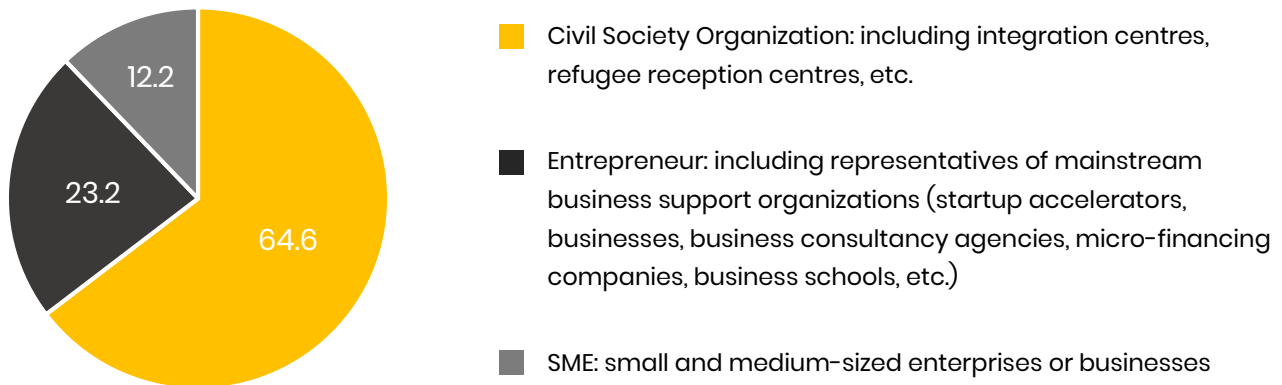 12.2
23.2
64.6
Civil Society Organization: including integration centres,
refugee reception centres, etc.
Entrepreneur: including representatives of mainstream
business support organizations (startup accelerators,
businesses, business consultancy agencies, micro-financing
companies, business schools, etc.)
SME: small and medium-sized enterprises or businesses